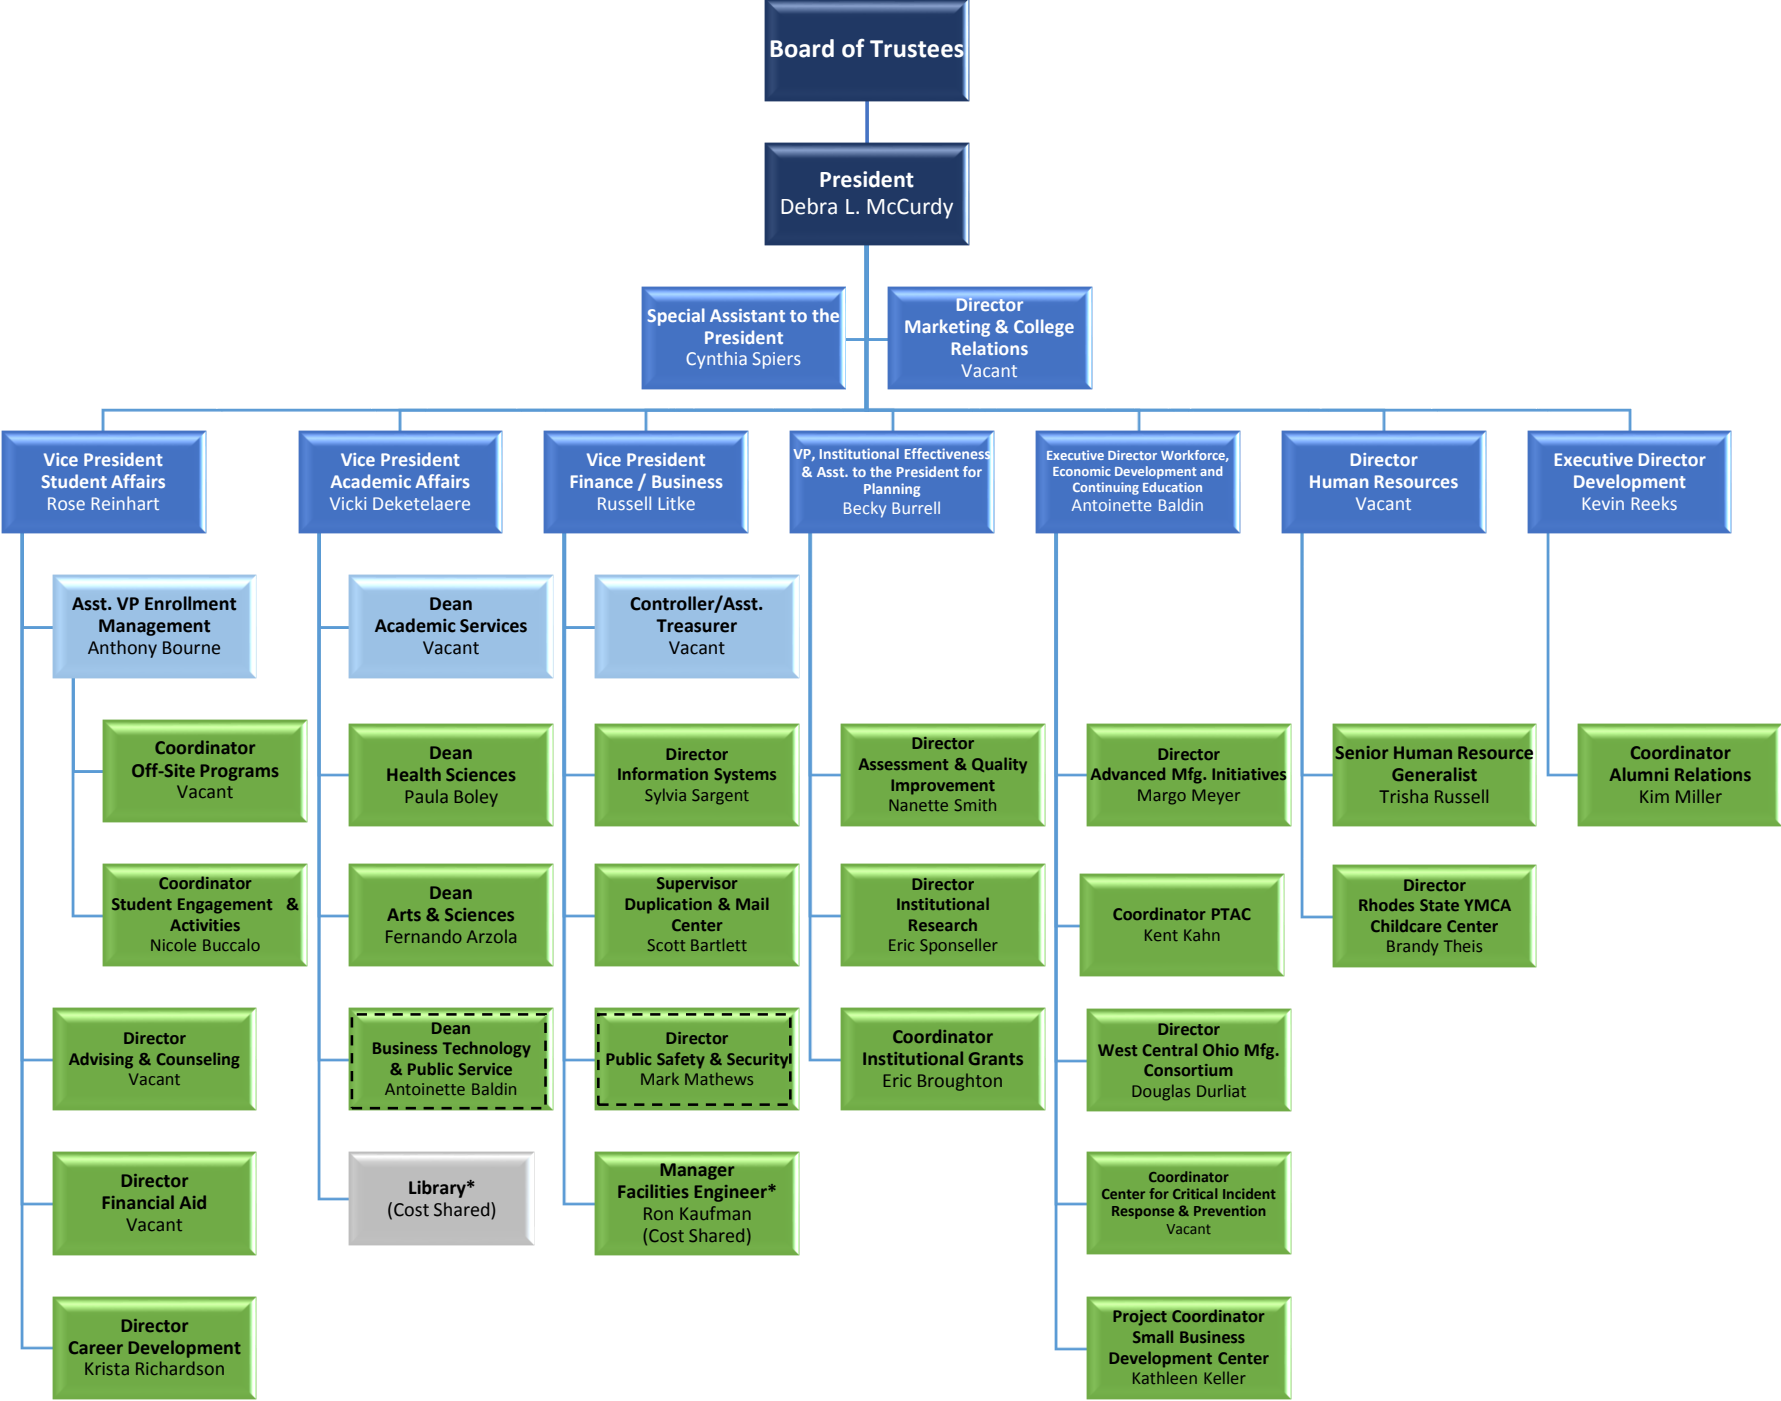 Board of Trustees
President
Debra L. McCurdy
Special Assistant to the
President
Cynthia Spiers
Director
Marketing & College
Relations
Vacant
Vice President
Student Affairs
Rose Reinhart
Vice President
Academic Affairs
Vicki Deketelaere
Vice President
Finance / Business
Russell Litke
VP, Institutional Effectiveness
& Asst. to the President for
Planning
Becky Burrell
Executive Director Workforce,
Economic Development and
Continuing Education
Antoinette Baldin
Director
Human Resources
Vacant
Executive Director
Development
Kevin Reeks
Asst. VP Enrollment
Management
Anthony Bourne
Dean
Academic Services
Vacant
Controller/Asst.
Treasurer
Vacant
Coordinator
Off-Site Programs
Vacant
Dean
Health Sciences
Paula Boley
Director
Information Systems
Sylvia Sargent
Director
Assessment & Quality
Improvement
Nanette Smith
Director
Advanced Mfg. Initiatives
Margo Meyer
Senior Human Resource
Generalist
Trisha Russell
Coordinator
Alumni Relations
Kim Miller
Coordinator
Student Engagement &
Activities
Nicole Buccalo
Dean
Arts & Sciences
Fernando Arzola
Supervisor
Duplication & Mail
Center
Scott Bartlett
Director
Institutional
Research
Eric Sponseller
Coordinator PTAC
Kent Kahn
Director
Rhodes State YMCA
Childcare Center
Brandy Theis
Director
Advising & Counseling
Vacant
Dean
Business Technology
& Public Service
Antoinette Baldin
Director
Public Safety & Security
Mark Mathews
Coordinator
Institutional Grants
Eric Broughton
Director
West Central Ohio Mfg.
Consortium
Douglas Durliat
Director
Financial Aid
Vacant
Library*
(Cost Shared)
Manager
Facilities Engineer*
Ron Kaufman
(Cost Shared)
Coordinator
Center for Critical Incident
Response & Prevention
Vacant
Director
Career Development
Krista Richardson
Project Coordinator
Small Business
Development Center
Kathleen Keller